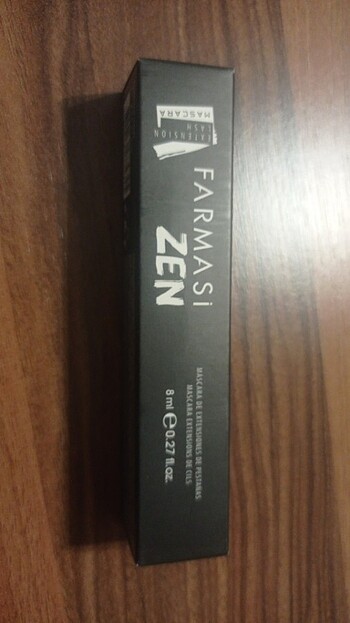 EXTENSION
LASH
MASCARA
FARMASi
ZEN
MASCARA DE EXTENSIONES DE PESTAÑAS
MASCARA EXTENSIONS DE CILS
8 ml ℮ 0.27 fl.oz.